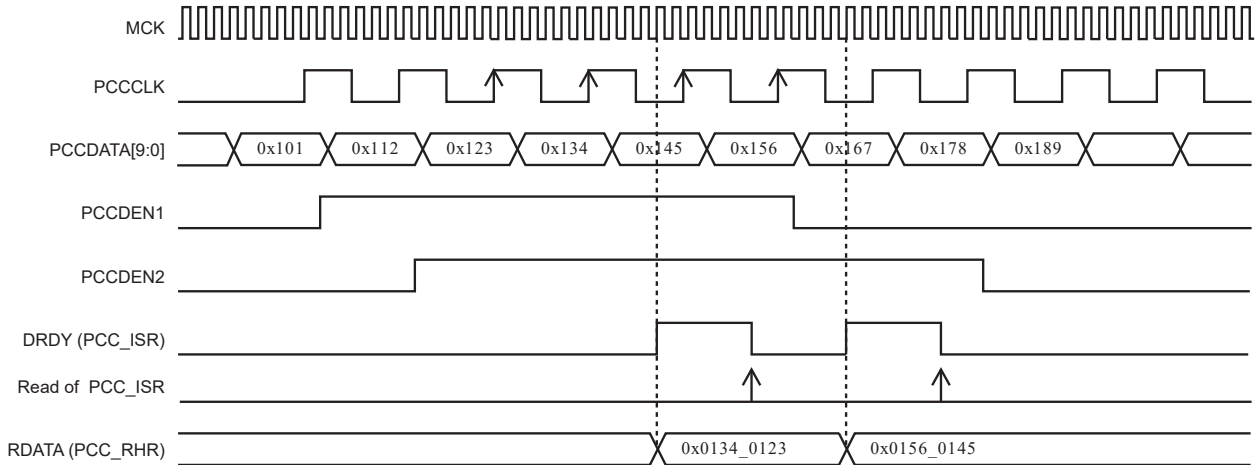 MCK
PCCCLK
PCCDATA[9:0] 0x101 0x112 0x123 0x134 0x145 0x156 0x167 0x178 0x189
PCCDEN1
PCCDEN2
DRDY (PCC_ISR)
Read of PCC_ISR
RDATA (PCC_RHR) 0x0134_0123 0x0156_0145